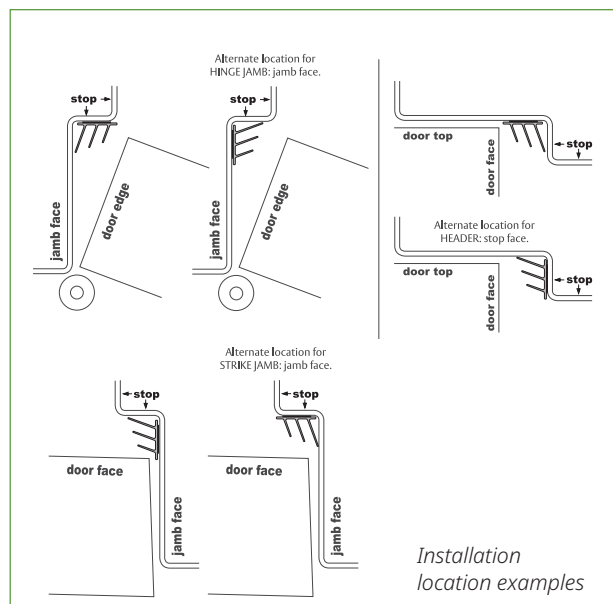 Alternate location for
HINGE JAMB: jamb face.
stop
stop
jamb face
door edge
jamb face
door edge
door top
door face
stop
Alternate location for
HEADER: stop face.
door top
door face
stop
Alternate location for
STRIKE JAMB: jamb face.
stop
stop
door face
jamb face
door face
jamb face
Installation
location examples